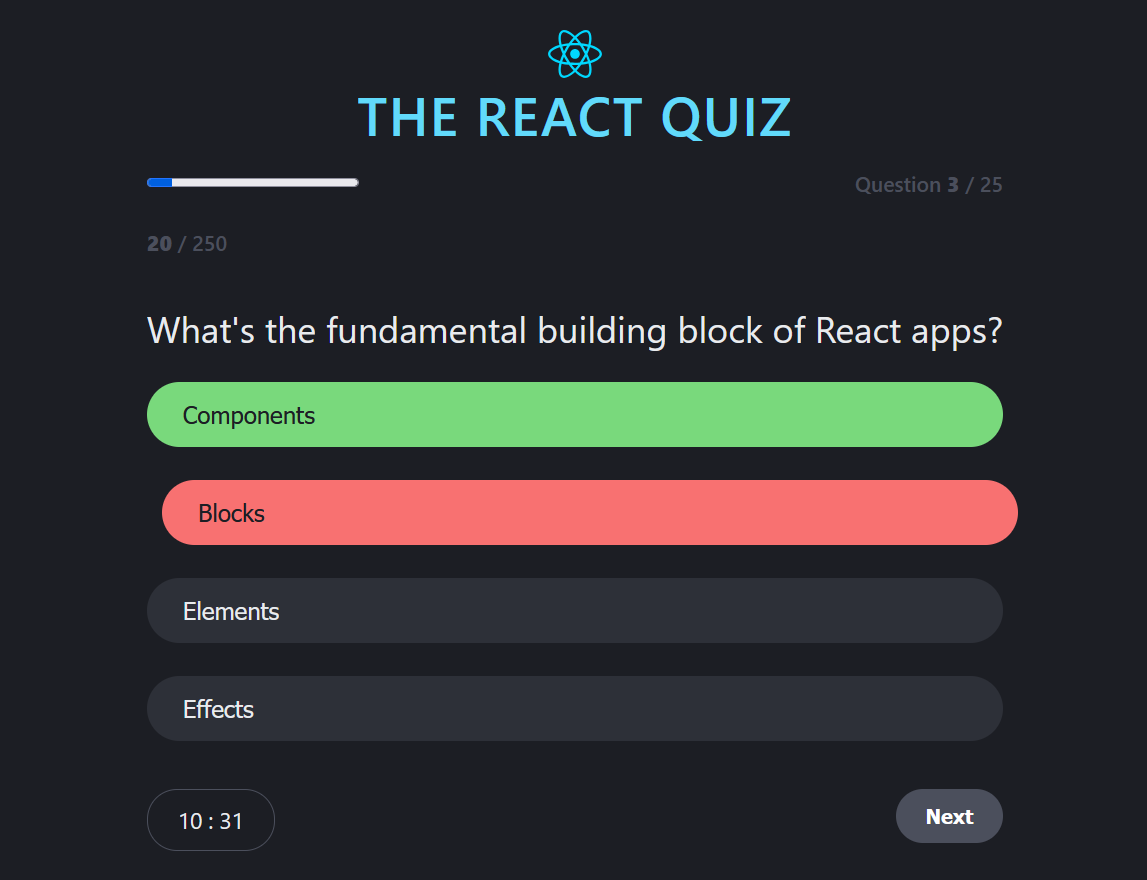 THE REACT QUIZ
Question 3 / 25
20 / 250
What's the fundamental building block of React apps?
Components
Blocks
Elements
Effects
10 : 31
Next